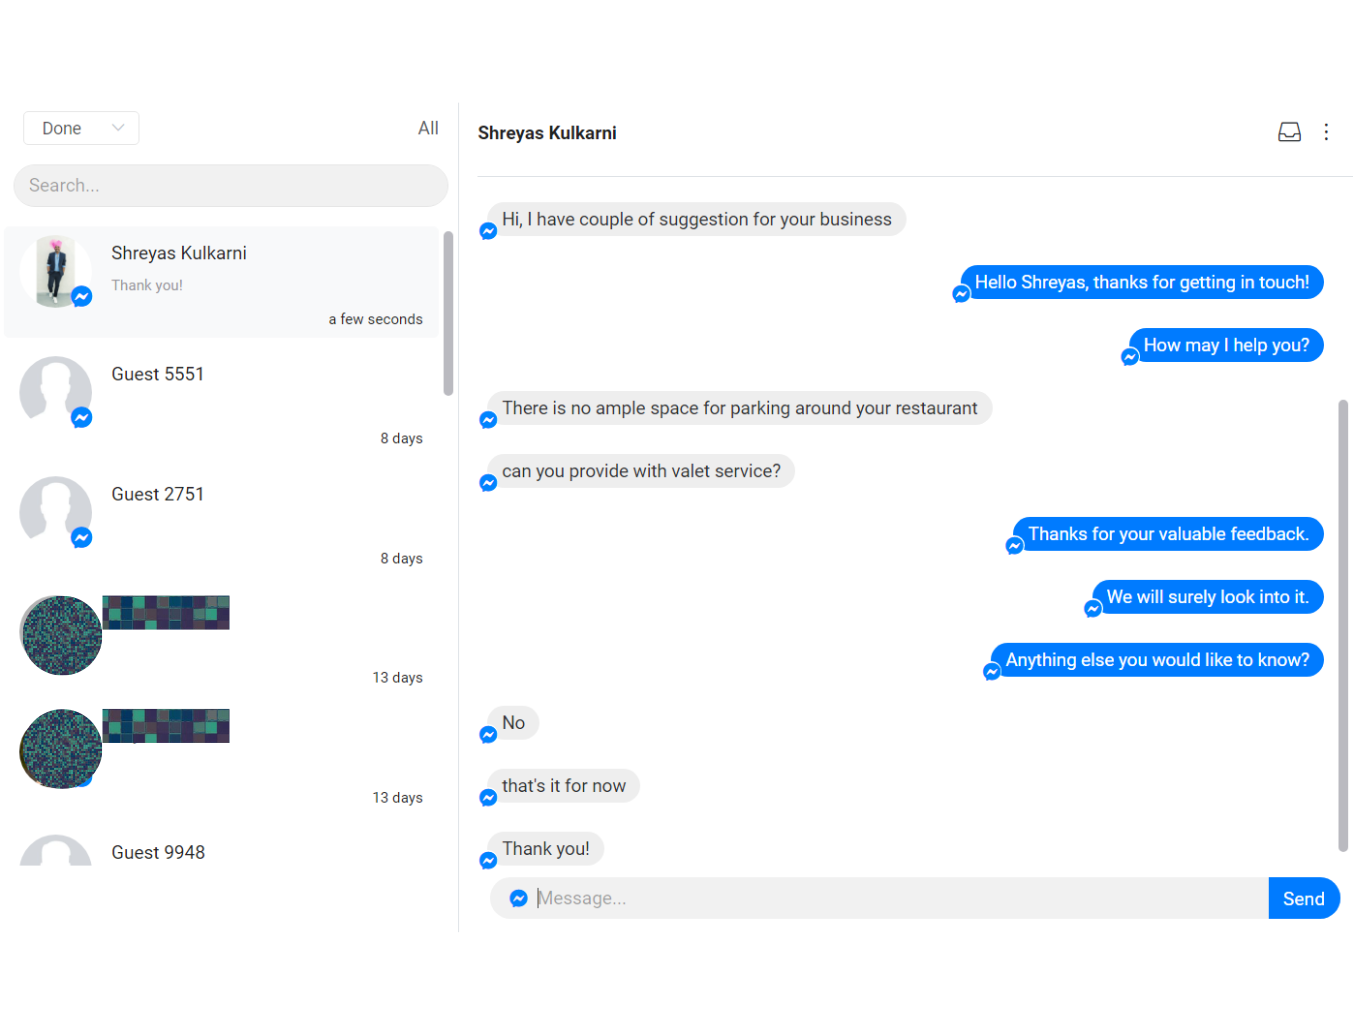 Done
All
Search...
Shreyas Kulkarni
Thank you!
a few seconds
Guest 5551
8 days
Guest 2751
8 days
13 days
13 days
Guest 9948
Shreyas Kulkarni
Hi, I have couple of suggestion for your business
Hello Shreyas, thanks for getting in touch!
How may I help you?
There is no ample space for parking around your restaurant
can you provide with valet service?
Thanks for your valuable feedback.
We will surely look into it.
Anything else you would like to know?
No
that's it for now
Thank you!
Message...
Send